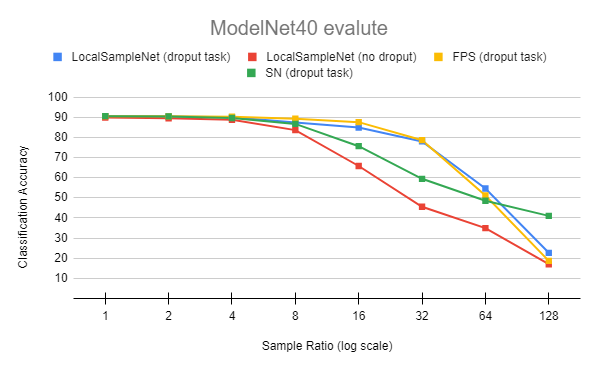 ModelNet40 evalute
LocalSampleNet (droput task) LocalSampleNet (no droput) FPS (droput task)
SN (droput task)
100
90
80
70
60
50
40
30
20
10
Classification Accuracy
1 2 4 8 16 32 64 128
Sample Ratio (log scale)